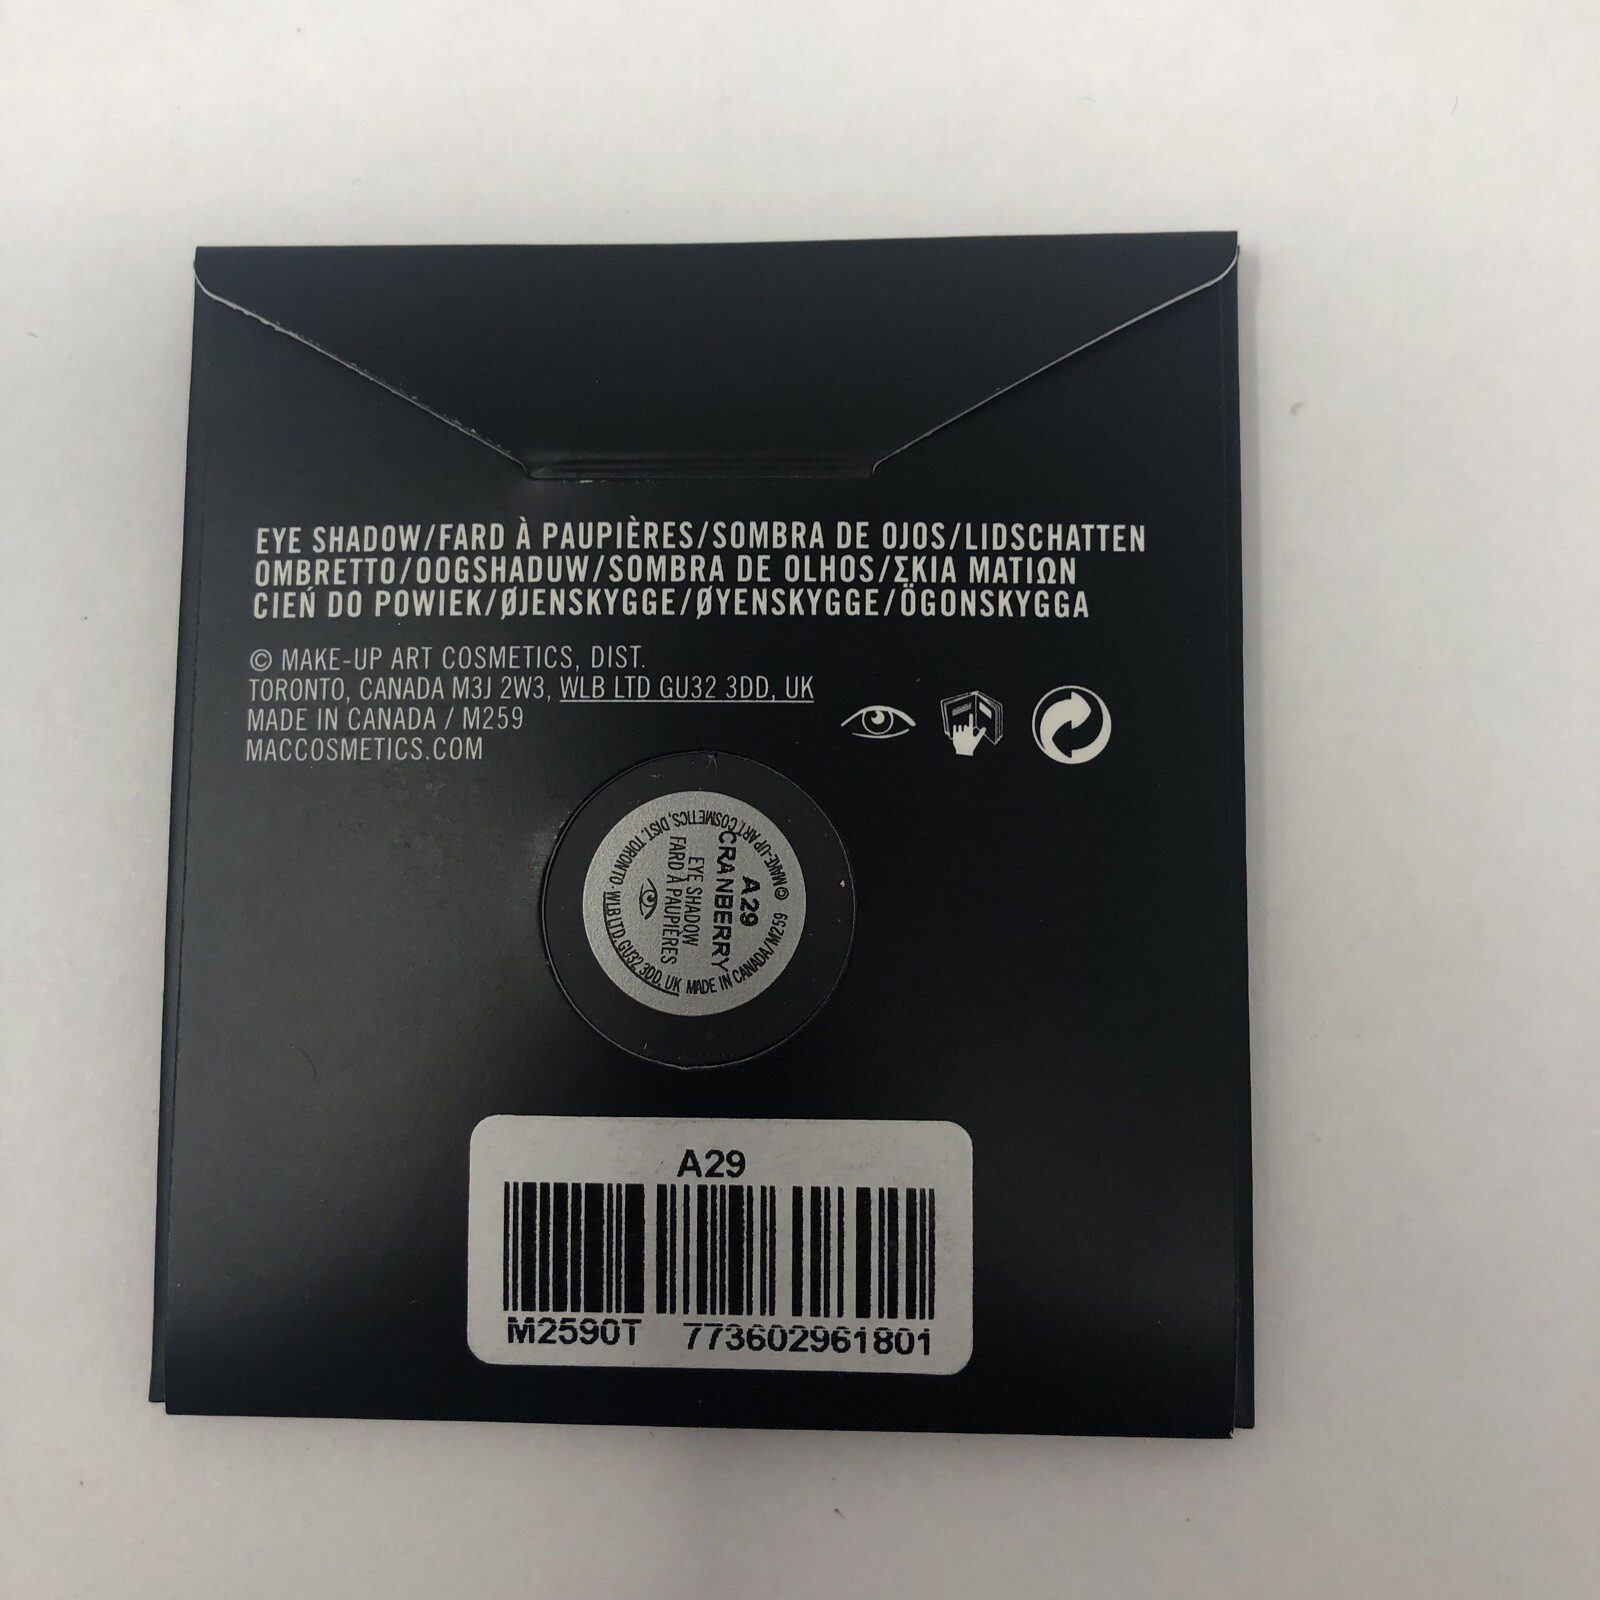 EYE SHADOW/FARD À PAUPIÈRES/SOMBRA DE OJOS/LIDSCHATTEN
OMBRETTO/OOGSHADUW/SOMBRA DE OLHOS/ΣΚΙΑ ΜΑΤΙΩΝ
CIEŃ DO POWIEK/ØJENSKYGGE/ØYENSKYGGE/ÖGONSKYGGA
© MAKE-UP ART COSMETICS, DIST.
TORONTO, CANADA M3J 2W3, WLB LTD GU32 3DD, UK
MADE IN CANADA / M259
MACCOSMETICS.COM
A29
CRANBERRY
EYE SHADOW
FARD À PAUPIÈRES
© MAKE-UP ART COSMETICS, DIST. TORONTO · WLB LTD. GU32 3DD, UK MADE IN CANADA/M259
A29
M2590T 773602961801